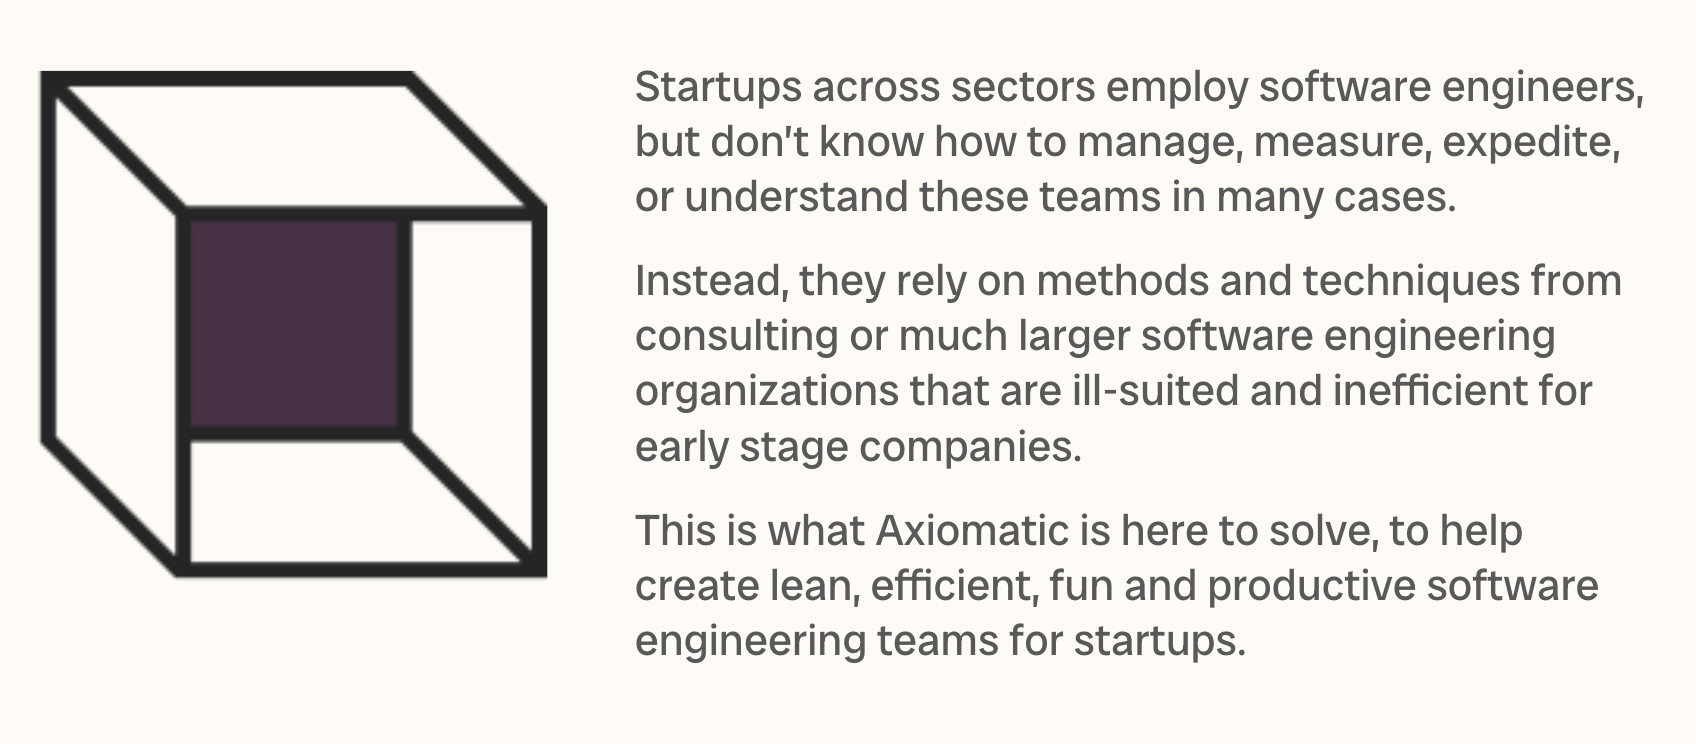 Startups across sectors employ software engineers,
but don't know how to manage, measure, expedite,
or understand these teams in many cases.
Instead, they rely on methods and techniques from
consulting or much larger software engineering
organizations that are ill-suited and inefficient for
early stage companies.
This is what Axiomatic is here to solve, to help
create lean, efficient, fun and productive software
engineering teams for startups.